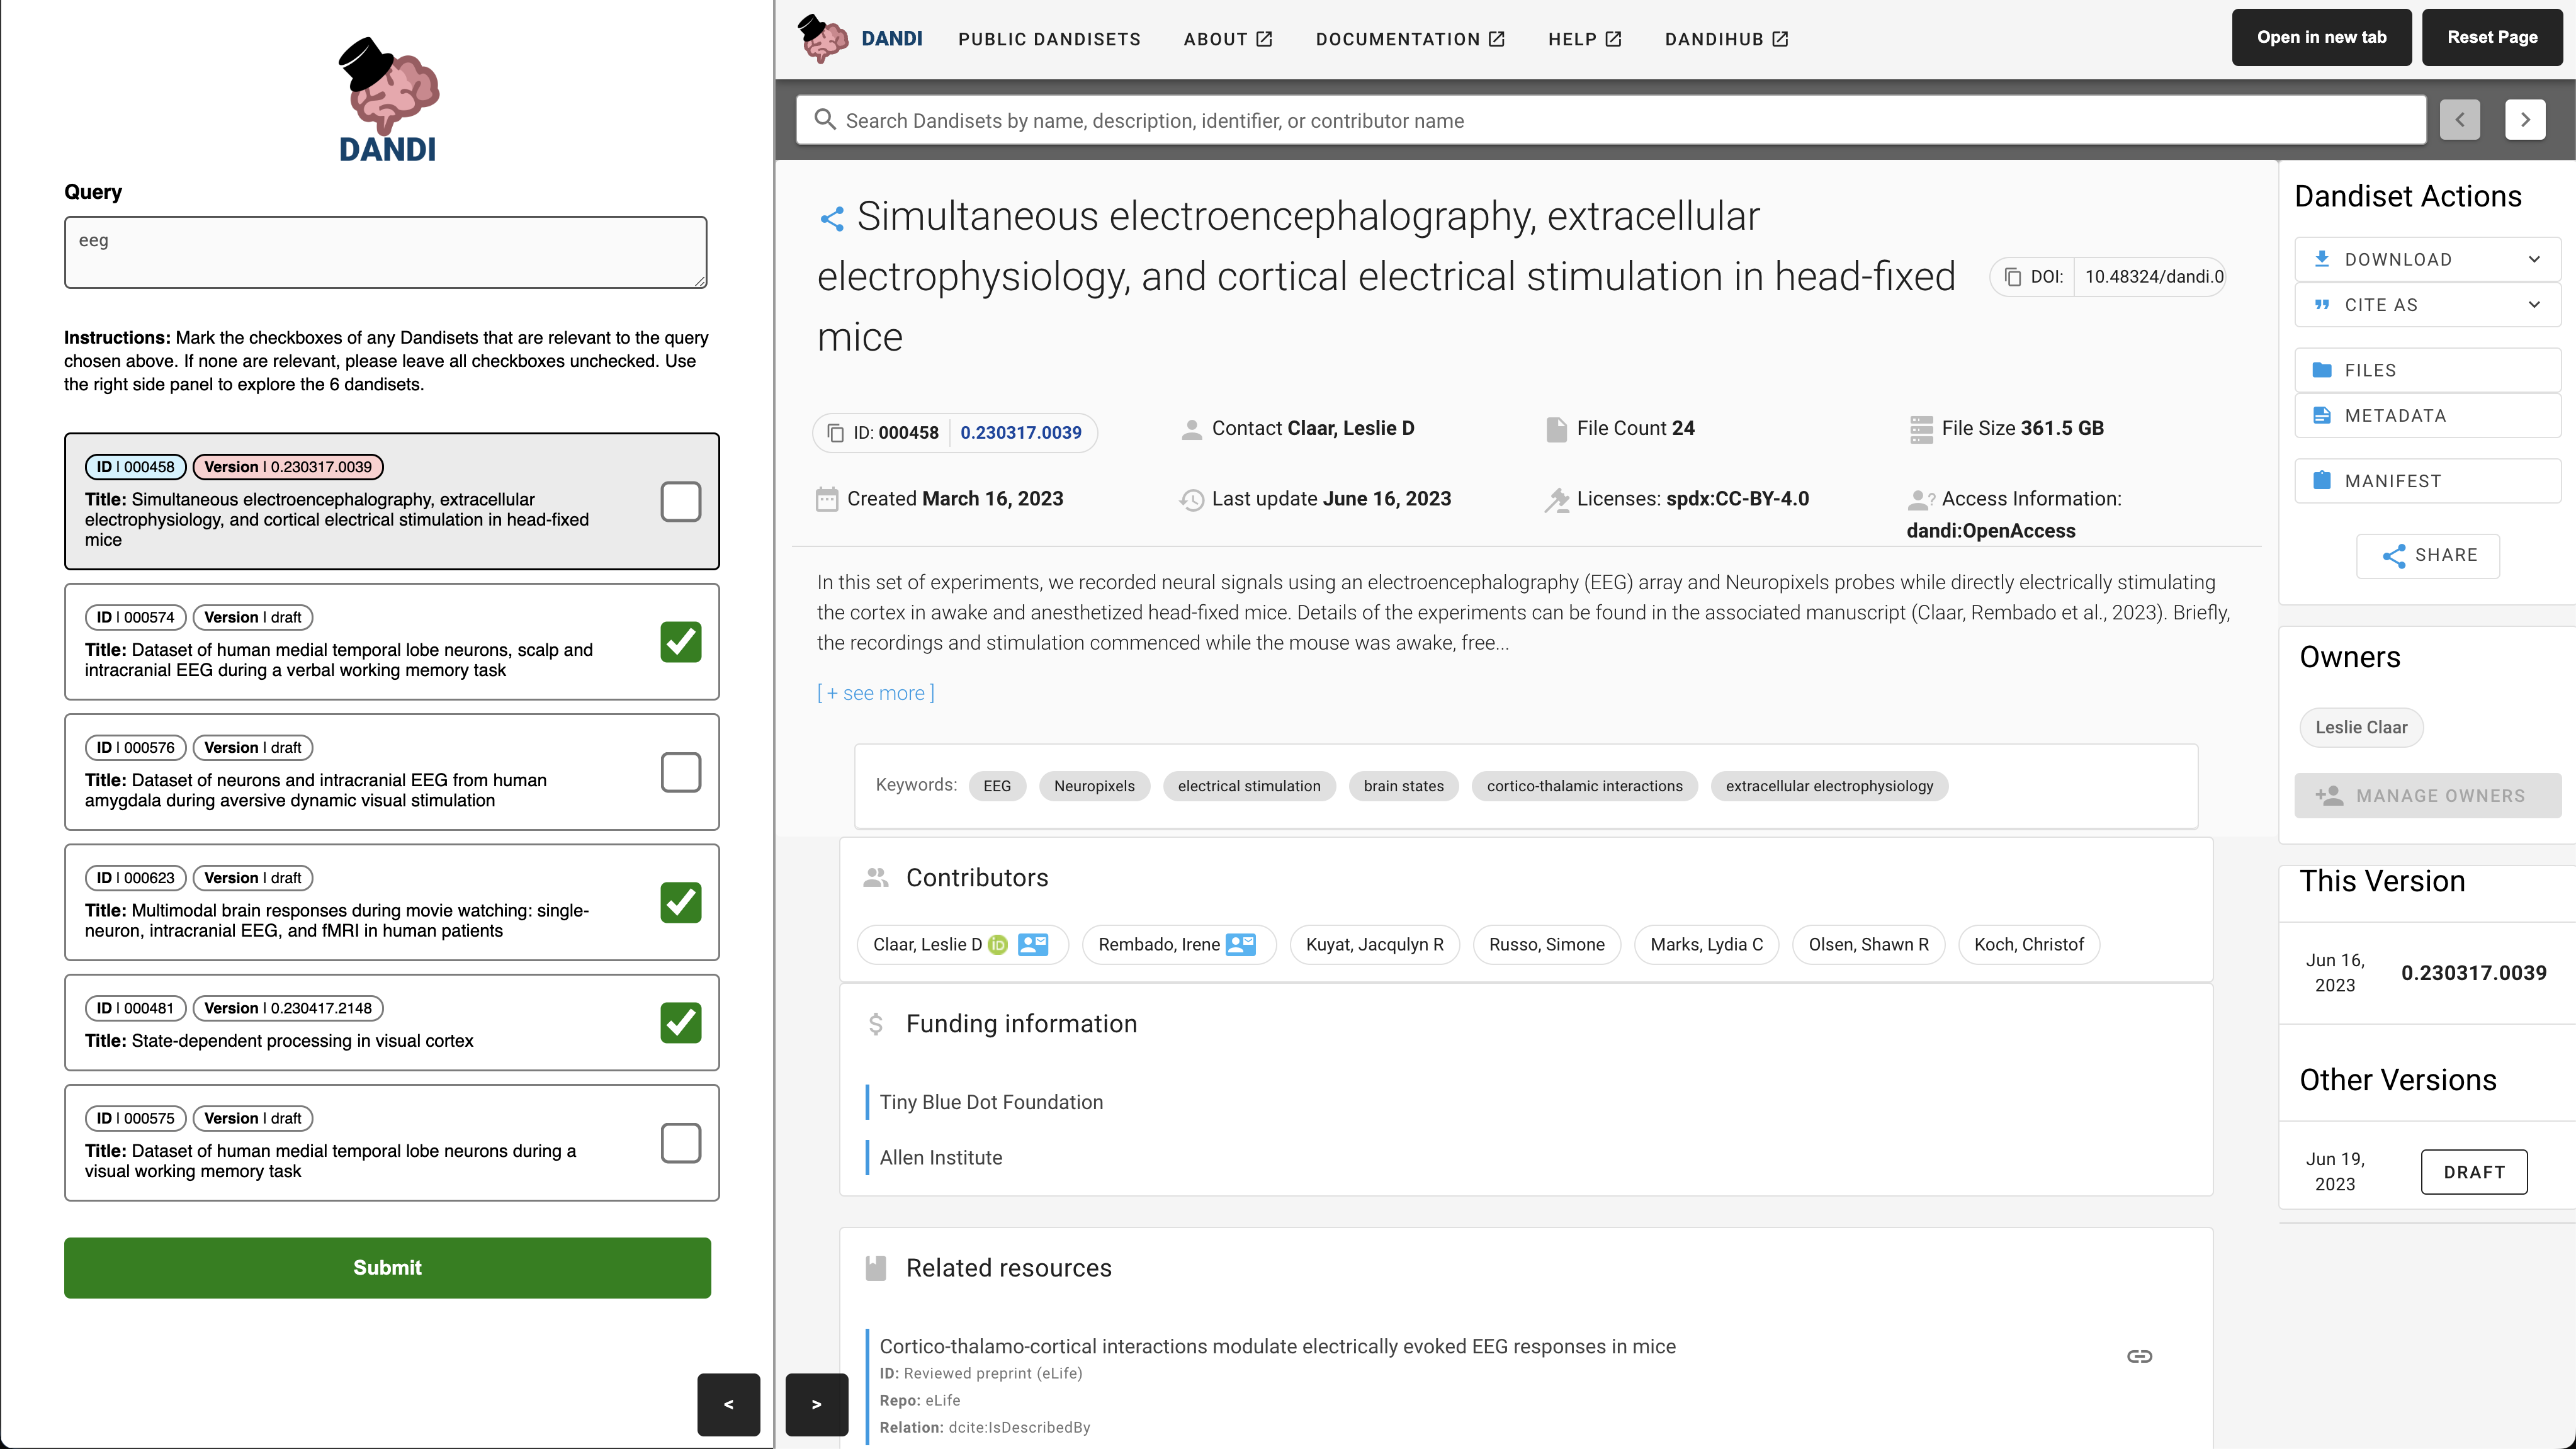 DANDI
Query
eeg
Instructions: Mark the checkboxes of any Dandisets that are relevant to the query
chosen above. If none are relevant, please leave all checkboxes unchecked. Use
the right side panel to explore the 6 dandisets.
ID | 000458 Version | 0.230317.0039
Title: Simultaneous electroencephalography, extracellular
electrophysiology, and cortical electrical stimulation in head-fixed
mice
ID | 000574 Version | draft
Title: Dataset of human medial temporal lobe neurons, scalp and
intracranial EEG during a verbal working memory task
ID | 000576 Version | draft
Title: Dataset of neurons and intracranial EEG from human
amygdala during aversive dynamic visual stimulation
ID | 000623 Version | draft
Title: Multimodal brain responses during movie watching: single-
neuron, intracranial EEG, and fMRI in human patients
ID | 000481 Version | 0.230417.2148
Title: State-dependent processing in visual cortex
ID | 000575 Version | draft
Title: Dataset of human medial temporal lobe neurons during a
visual working memory task
Submit
< >
DANDI PUBLIC DANDISETS ABOUT DOCUMENTATION HELP DANDIHUB Open in new tab Reset Page
Search Dandisets by name, description, identifier, or contributor name
Simultaneous electroencephalography, extracellular
electrophysiology, and cortical electrical stimulation in head-fixed
mice
DOI: 10.48324/dandi.0
ID: 000458 0.230317.0039 Contact Claar, Leslie D File Count 24 File Size 361.5 GB
Created March 16, 2023 Last update June 16, 2023 Licenses: spdx:CC-BY-4.0 Access Information:
dandi:OpenAccess
In this set of experiments, we recorded neural signals using an electroencephalography (EEG) array and Neuropixels probes while directly electrically stimulating
the cortex in awake and anesthetized head-fixed mice. Details of the experiments can be found in the associated manuscript (Claar, Rembado et al., 2023). Briefly,
the recordings and stimulation commenced while the mouse was awake, free...
[ + see more ]
Keywords: EEG Neuropixels electrical stimulation brain states cortico-thalamic interactions extracellular electrophysiology
Contributors
Claar, Leslie D iD Rembado, Irene Kuyat, Jacqulyn R Russo, Simone Marks, Lydia C Olsen, Shawn R Koch, Christof
Funding information
Tiny Blue Dot Foundation
Allen Institute
Related resources
Cortico-thalamo-cortical interactions modulate electrically evoked EEG responses in mice
ID: Reviewed preprint (eLife)
Repo: eLife
Relation: dcite:IsDescribedBy
Dandiset Actions
DOWNLOAD
CITE AS
FILES
METADATA
MANIFEST
SHARE
Owners
Leslie Claar
MANAGE OWNERS
This Version
Jun 16,
2023
0.230317.0039
Other Versions
Jun 19,
2023
DRAFT